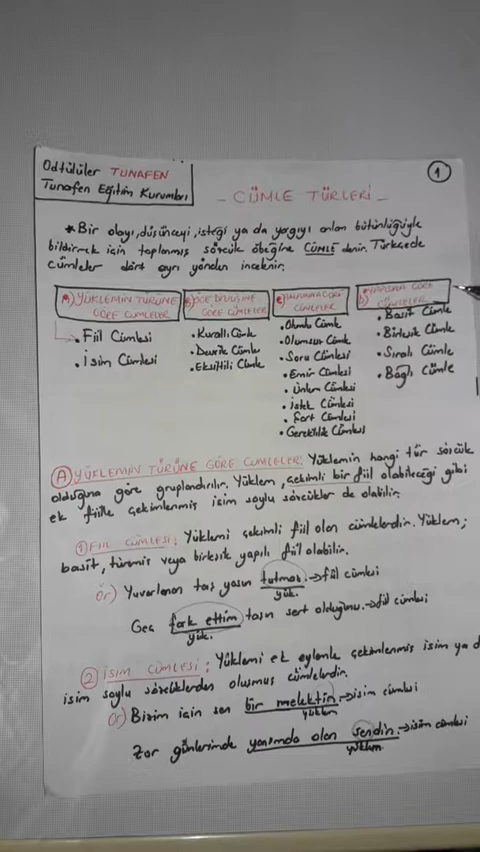 Odtülüler TUNAFEN
Tunafen Eğitim Kurumları
1
- CÜMLE TÜRLERİ -
* Bir olayı, düşünceyi, isteği ya da yargıyı anlam bütünlüğüyle
bildirmek için toplanmış sözcük öbeğine CÜMLE denir. Türkçede
cümleler dört ayrı yönden incelenir.
A) YÜKLEMİN TÜRÜNE GÖRE CÜMLELER
• Fiil Cümlesi
• İsim Cümlesi
B) ÖGE DİZİLİŞİNE GÖRE CÜMLELER
• Kurallı Cümle
• Devrik Cümle
• Eksiltili Cümle
C) ANLAMINA GÖRE CÜMLELER
• Olumlu Cümle
• Olumsuz Cümle
• Soru Cümlesi
• Emir Cümlesi
• Ünlem Cümlesi
• İstek Cümlesi
• Şart Cümlesi
• Gereklilik Cümlesi
D) YAPISINA GÖRE CÜMLELER
• Basit Cümle
• Birleşik Cümle
• Sıralı Cümle
• Bağlı Cümle
A) YÜKLEMİN TÜRÜNE GÖRE CÜMLELER: Yüklemin hangi tür sözcük
olduğuna göre gruplandırılır. Yüklem, çekimli bir fiil olabileceği gibi
ek fiille çekimlenmiş isim soylu sözcükler de olabilir.
1) FİİL CÜMLESİ: Yüklemi çekimli fiil olan cümlelerdir. Yüklem;
basit, türemiş veya birleşik yapılı fiil olabilir.
Ör) Yuvarlanan taş yosun tutmaz. → fiil cümlesi
yük.
Geç fark ettim taşın sert olduğunu. → fiil cümlesi
yük.
2) İSİM CÜMLESİ: Yüklemi ek eylemle çekimlenmiş isim ya da
isim soylu sözcüklerden oluşmuş cümlelerdir.
Ör) Bizim için sen bir melektin. → isim cümlesi
yüklem
Zor günlerimde yanımda olan sendin. → isim cümlesi
yüklem